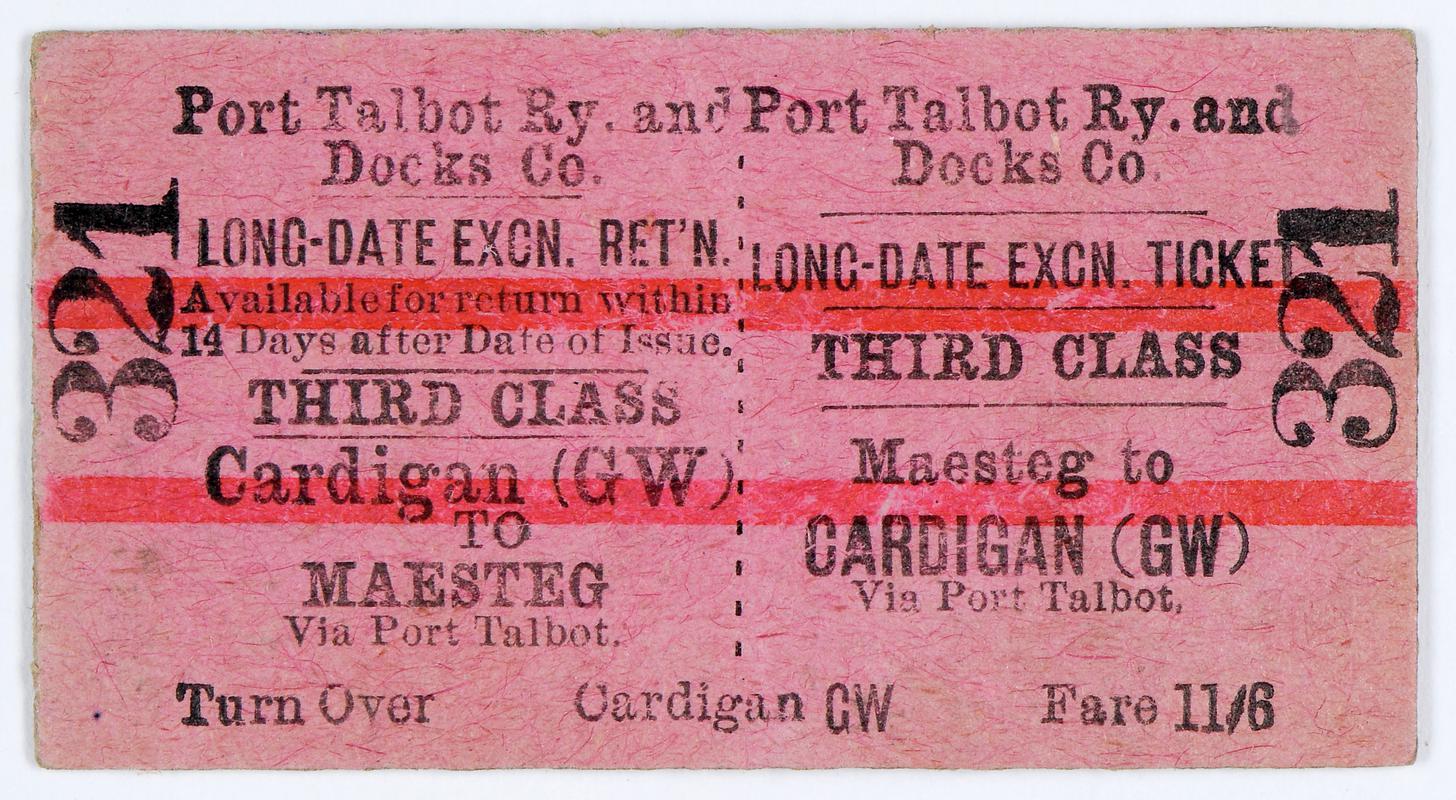 Port Talbot Ry. and
Docks Co.
LONG-DATE EXCN. RET'N.
Available for return within
14 Days after Date of Issue.
THIRD CLASS
Cardigan (GW)
TO
MAESTEG
Via Port Talbot.
321
Port Talbot Ry. and
Docks Co.
LONG-DATE EXCN. TICKET
THIRD CLASS
Maesteg to
CARDIGAN (GW)
Via Port Talbot,
321
Turn Over Cardigan GW Fare 11/6